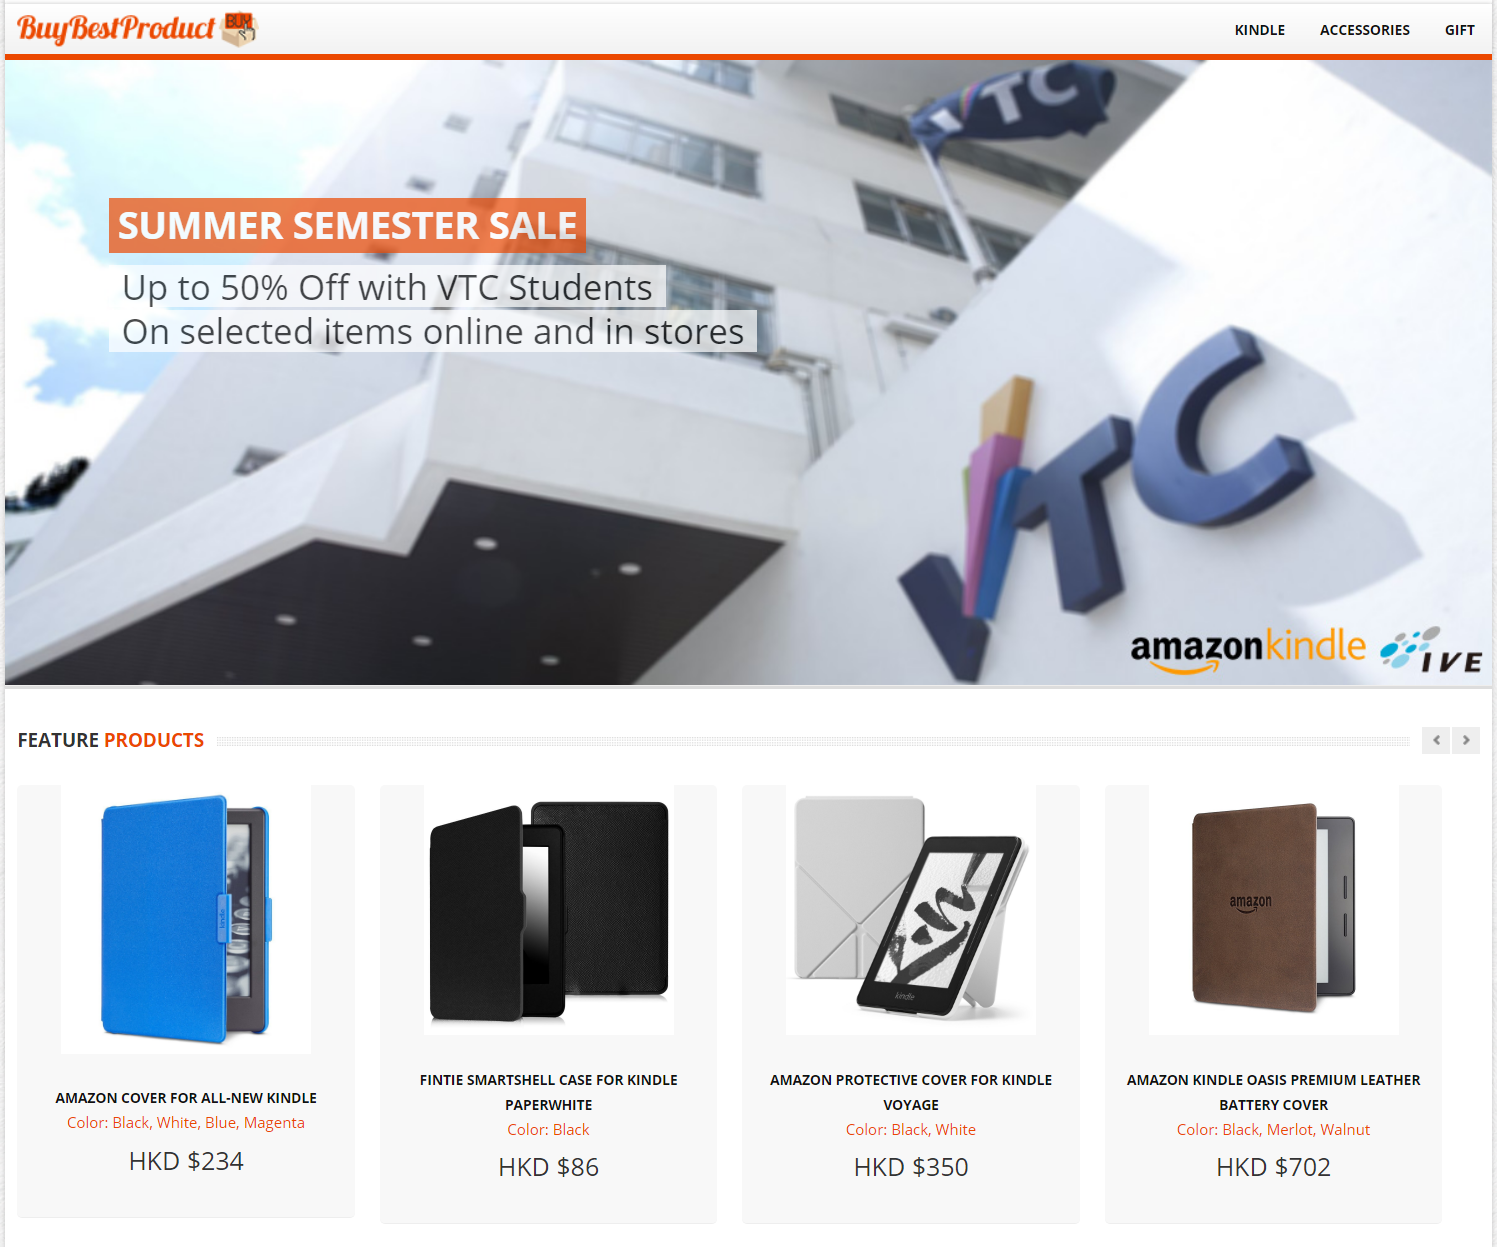 BuyBestProduct BUY
KINDLE ACCESSORIES GIFT
VTC
SUMMER SEMESTER SALE
Up to 50% Off with VTC Students
On selected items online and in stores
VTC
amazonkindle IVE
FEATURE PRODUCTS
kindle
amazon
kindle
AMAZON COVER FOR ALL-NEW KINDLE
Color: Black, White, Blue, Magenta
HKD $234
FINTIE SMARTSHELL CASE FOR KINDLE
PAPERWHITE
Color: Black
HKD $86
AMAZON PROTECTIVE COVER FOR KINDLE
VOYAGE
Color: Black, White
HKD $350
AMAZON KINDLE OASIS PREMIUM LEATHER
BATTERY COVER
Color: Black, Merlot, Walnut
HKD $702